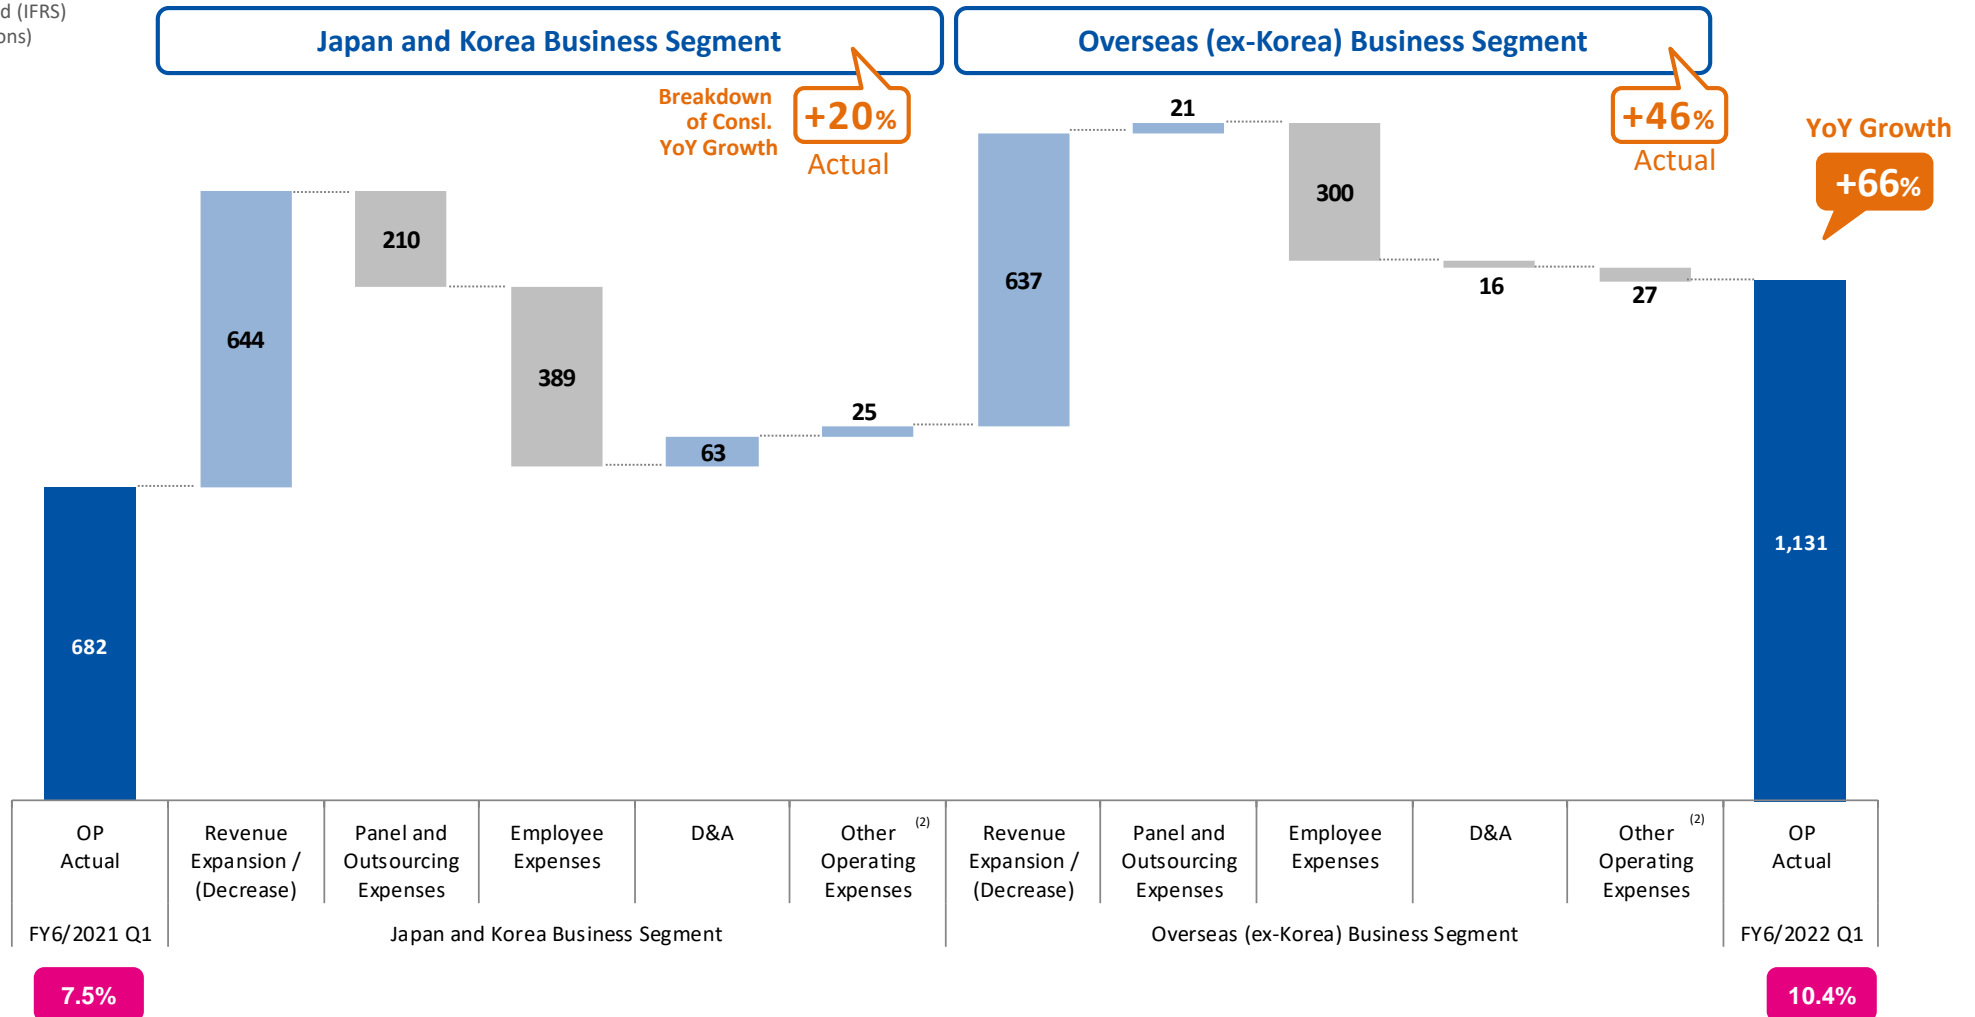 (IFRS)
Japan and Korea Business Segment
Overseas (ex-Korea) Business Segment
Breakdown
of Consl.
YoY Growth
+20%
Actual
+46%
Actual
YoY Growth
+66%
682
644
210
389
63
25
637
21
300
16
27
1,131
OP
Actual
Revenue
Expansion /
(Decrease)
Panel and
Outsourcing
Expenses
Employee
Expenses
D&A
Other (2)
Operating
Expenses
Revenue
Expansion /
(Decrease)
Panel and
Outsourcing
Expenses
Employee
Expenses
D&A
Other (2)
Operating
Expenses
OP
Actual
FY6/2021 Q1
Japan and Korea Business Segment
Overseas (ex-Korea) Business Segment
FY6/2022 Q1
7.5%
10.4%